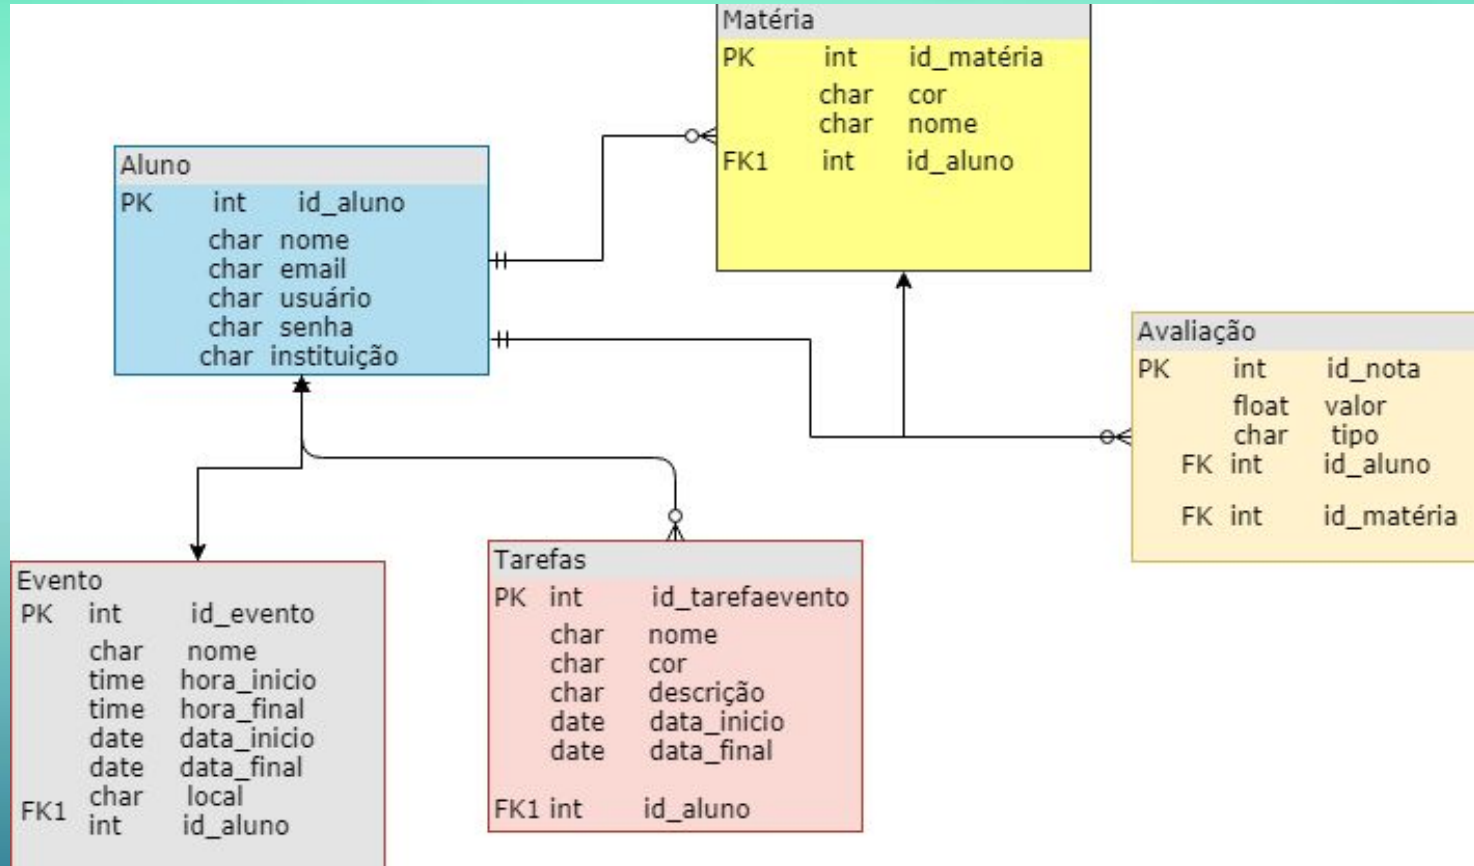 Matéria
PK int id_matéria
char cor
char nome
FK1 int id_aluno
Aluno
PK int id_aluno
char nome
char email
char usuário
char senha
char instituição
Avaliação
PK int id_nota
float valor
char tipo
FK int id_aluno
FK int id_matéria
Evento
PK int id_evento
char nome
time hora_inicio
time hora_final
date data_inicio
date data_final
char local
FK1 int id_aluno
Tarefas
PK int id_tarefaevento
char nome
char cor
char descrição
date data_inicio
date data_final
FK1 int id_aluno